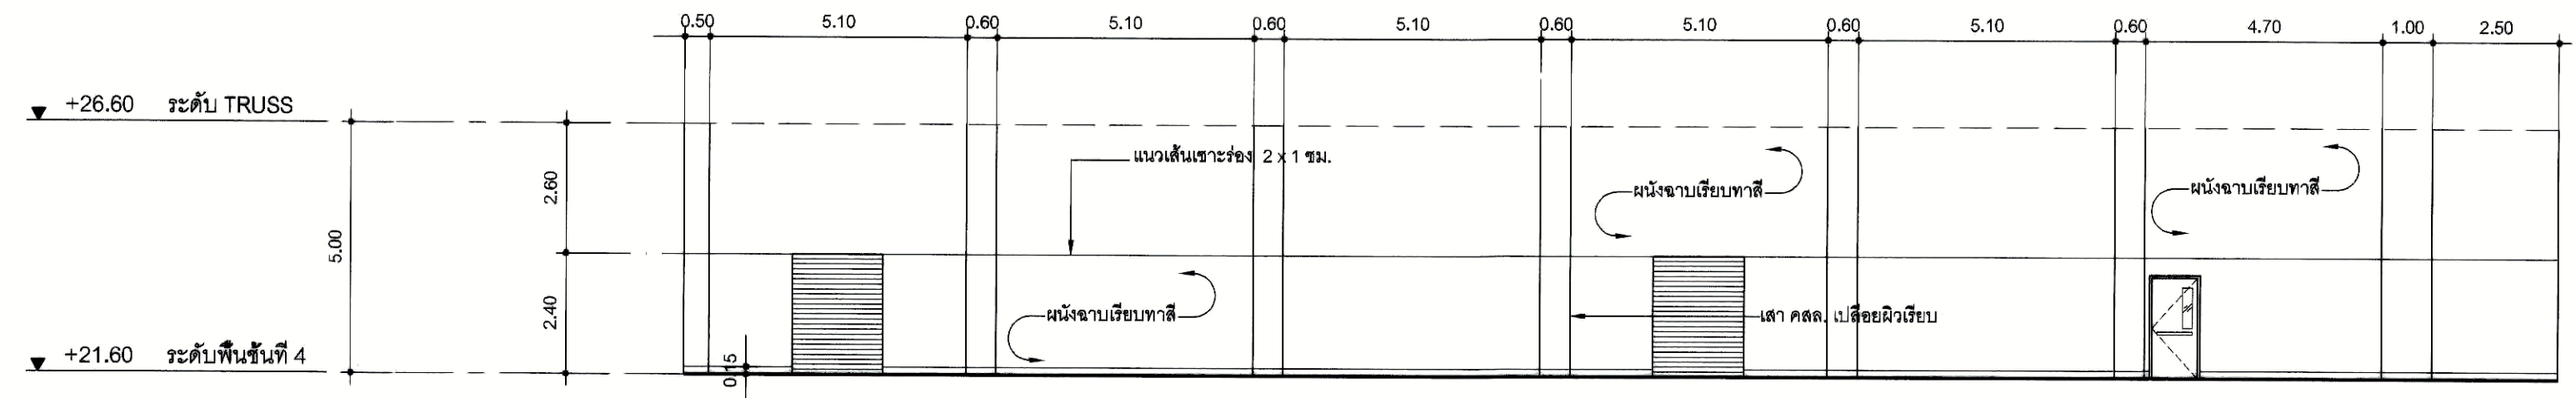 0.50 5.10 0.60 5.10 0.60 5.10 0.60 5.10 0.60 5.10 0.60 4.70 1.00 2.50
+26.60 ระดับ TRUSS
แนวเส้นเซาะร่อง 2 x 1 ซม.
ผนังฉาบเรียบทาสี
ผนังฉาบเรียบทาสี
2.60
5.00
2.40
ผนังฉาบเรียบทาสี
เสา คสล. เปลือยผิวเรียบ
+21.60 ระดับพื้นชั้นที่ 4
0.15